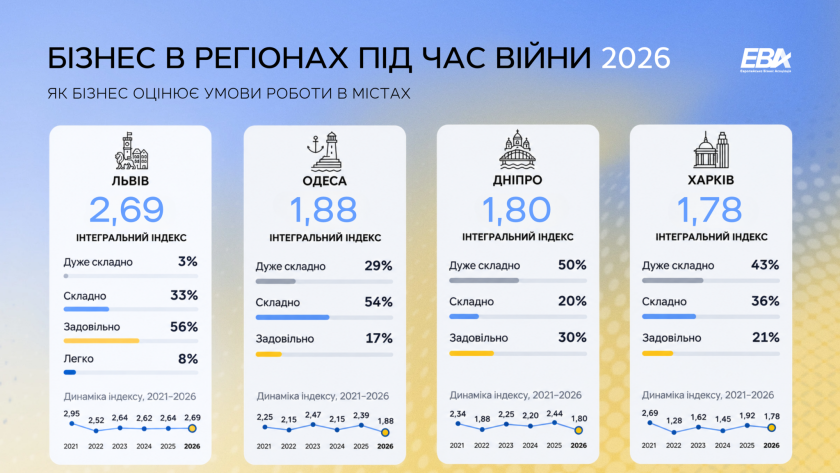 БІЗНЕС В РЕГІОНАХ ПІД ЧАС ВІЙНИ 2026
EBA
Європейська Бізнес Асоціація
ЯК БІЗНЕС ОЦІНЮЄ УМОВИ РОБОТИ В МІСТАХ
ЛЬВІВ
2,69
ІНТЕГРАЛЬНИЙ ІНДЕКС
Дуже складно 3%
Складно 33%
Задовільно 56%
Легко 8%
Динаміка індексу, 2021–2026
2,95 2,52 2,64 2,62 2,64 2,69
2021 2022 2023 2024 2025 2026
ОДЕСА
1,88
ІНТЕГРАЛЬНИЙ ІНДЕКС
Дуже складно 29%
Складно 54%
Задовільно 17%
Динаміка індексу, 2021–2026
2,25 2,15 2,47 2,15 2,39 1,88
2021 2022 2023 2024 2025 2026
ДНІПРО
1,80
ІНТЕГРАЛЬНИЙ ІНДЕКС
Дуже складно 50%
Складно 20%
Задовільно 30%
Динаміка індексу, 2021–2026
2,34 1,88 2,25 2,20 2,44 1,80
2021 2022 2023 2024 2025 2026
ХАРКІВ
1,78
ІНТЕГРАЛЬНИЙ ІНДЕКС
Дуже складно 43%
Складно 36%
Задовільно 21%
Динаміка індексу, 2021–2026
2,69 1,28 1,62 1,45 1,92 1,78
2021 2022 2023 2024 2025 2026